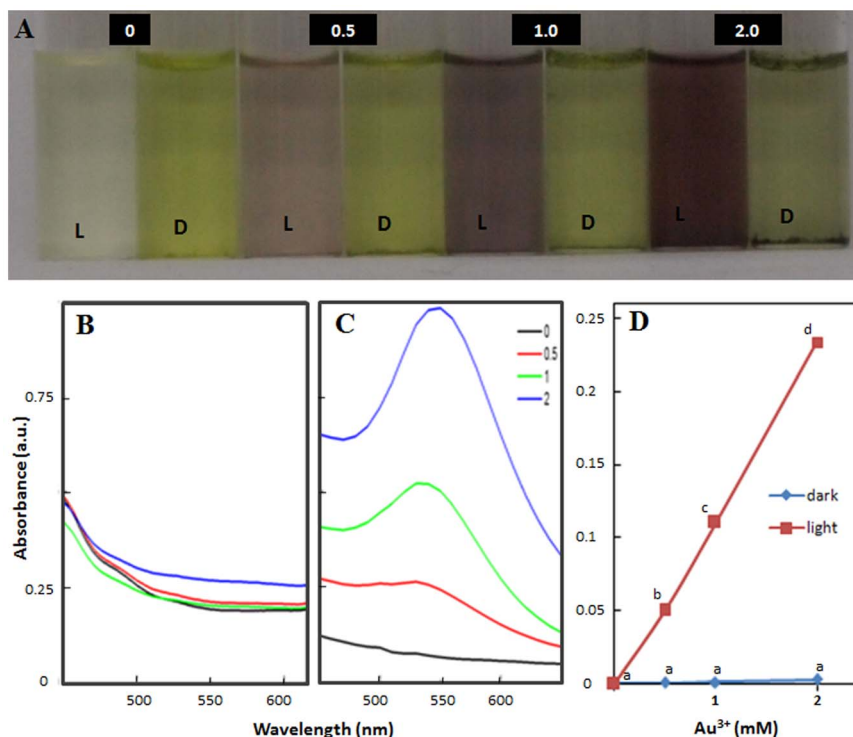 A
0
0.5
1.0
2.0
L
D
L
D
L
D
L
D
B
C
D
Absorbance (a.u.)
0.75
0.25
0
500
550
600
500
550
600
0
0.5
1
2
Wavelength (nm)
0.25
0.2
0.15
0.1
0.05
0
a
b
c
d
a
a
a
dark
light
1
2
Au³⁺ (mM)